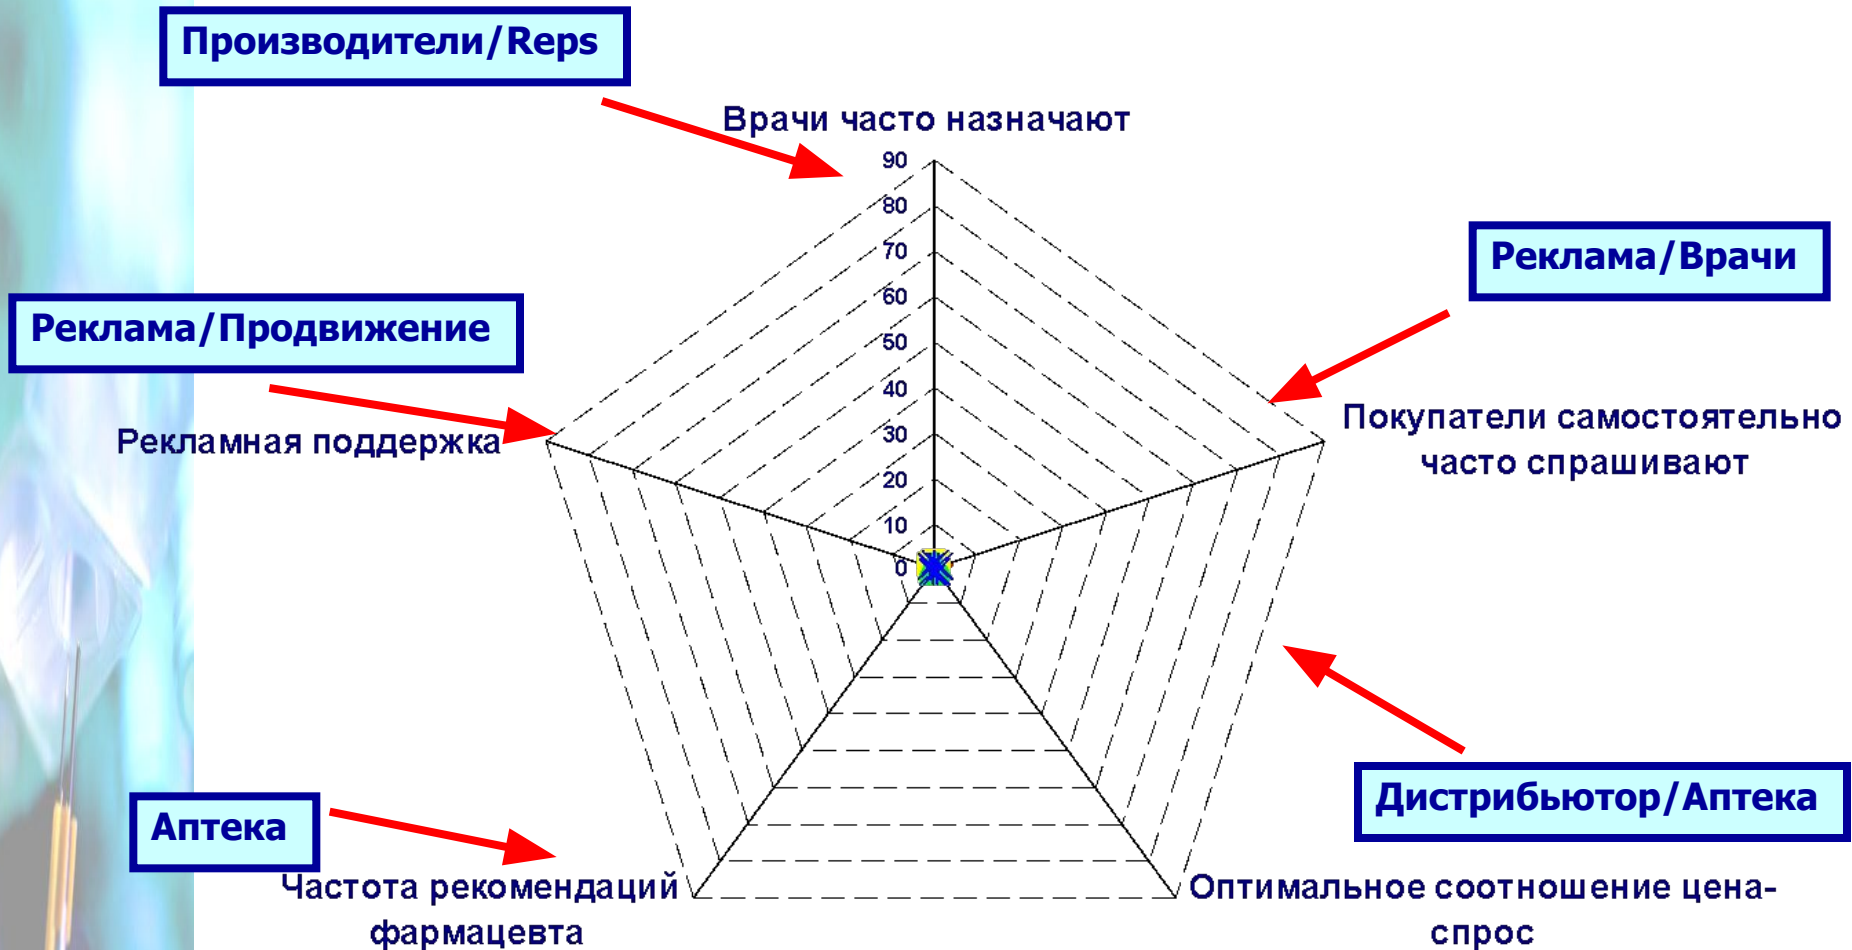 Производители/Reps
Врачи часто назначают
90
80
70
60
50
40
30
20
10
0
Реклама/Врачи
Реклама/Продвижение
Рекламная поддержка
Покупатели самостоятельно
часто спрашивают
Аптека
Дистрибьютор/Аптека
Частота рекомендаций
фармацевта
Оптимальное соотношение цена-
спрос